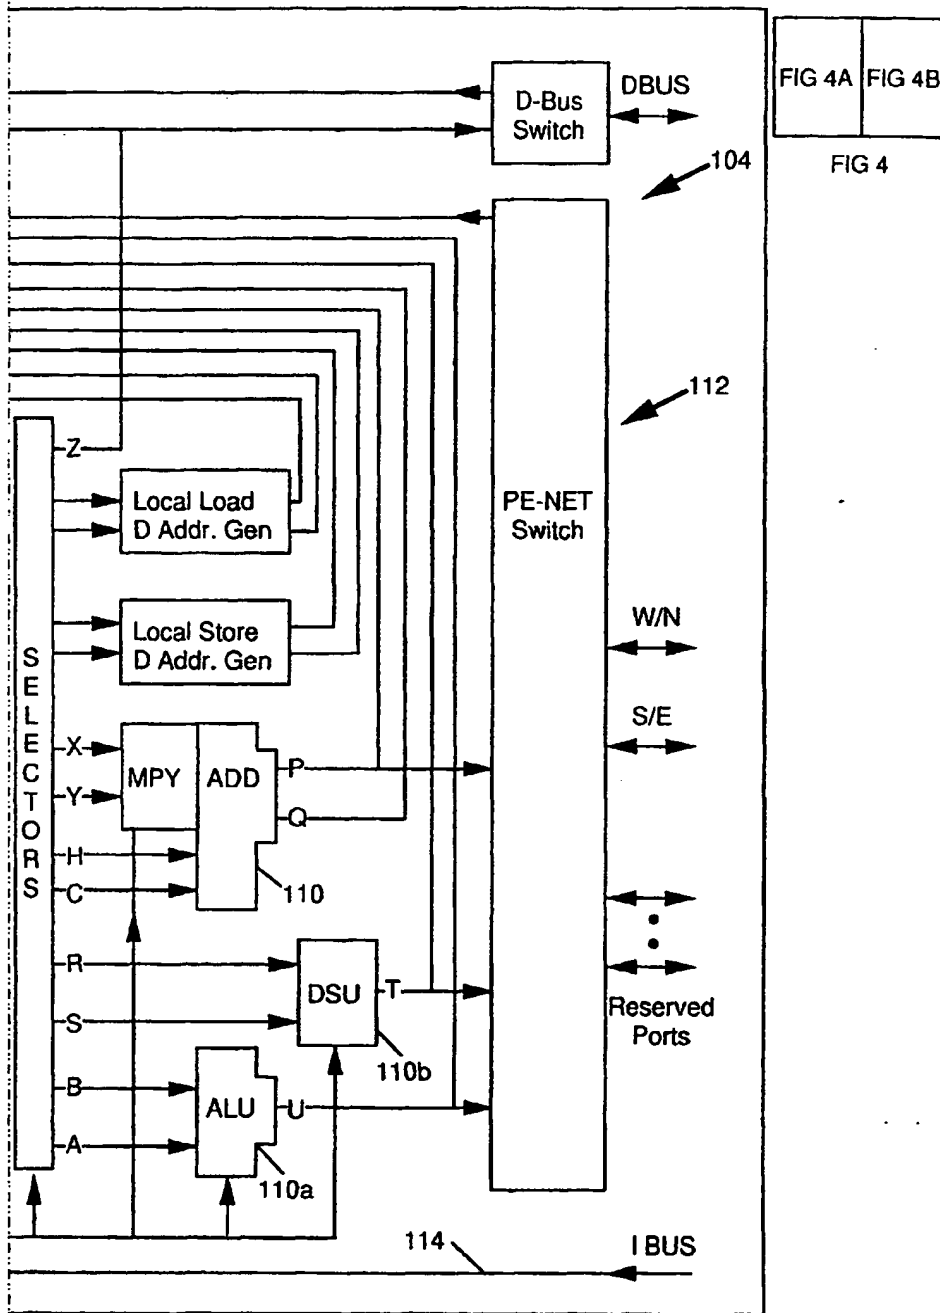 D-Bus
Switch
DBUS
FIG 4A
FIG 4B
FIG 4
104
112
Z
Local Load
D Addr. Gen
PE-NET
Switch
Local Store
D Addr. Gen
W/N
S/E
SELECTORS
X
Y
MPY
ADD
P
Q
H
C
110
R
S
DSU
T
110b
Reserved
Ports
B
A
ALU
U
110a
114
I BUS